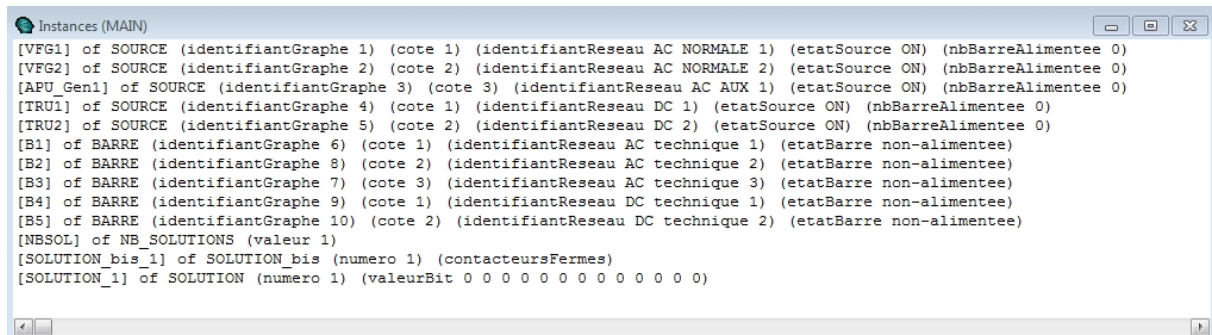 Instances (MAIN)
[VFG1] of SOURCE (identifiantGraphe 1) (cote 1) (identifiantReseau AC NORMALE 1) (etatSource ON) (nbBarreAlimentee 0)
[VFG2] of SOURCE (identifiantGraphe 2) (cote 2) (identifiantReseau AC NORMALE 2) (etatSource ON) (nbBarreAlimentee 0)
[APU_Gen1] of SOURCE (identifiantGraphe 3) (cote 3) (identifiantReseau AC AUX 1) (etatSource ON) (nbBarreAlimentee 0)
[TRU1] of SOURCE (identifiantGraphe 4) (cote 1) (identifiantReseau DC 1) (etatSource ON) (nbBarreAlimentee 0)
[TRU2] of SOURCE (identifiantGraphe 5) (cote 2) (identifiantReseau DC 2) (etatSource ON) (nbBarreAlimentee 0)
[B1] of BARRE (identifiantGraphe 6) (cote 1) (identifiantReseau AC technique 1) (etatBarre non-alimentee)
[B2] of BARRE (identifiantGraphe 8) (cote 2) (identifiantReseau AC technique 2) (etatBarre non-alimentee)
[B3] of BARRE (identifiantGraphe 7) (cote 3) (identifiantReseau AC technique 3) (etatBarre non-alimentee)
[B4] of BARRE (identifiantGraphe 9) (cote 1) (identifiantReseau DC technique 1) (etatBarre non-alimentee)
[B5] of BARRE (identifiantGraphe 10) (cote 2) (identifiantReseau DC technique 2) (etatBarre non-alimentee)
[NBSOL] of NB_SOLUTIONS (valeur 1)
[SOLUTION_bis_1] of SOLUTION_bis (numero 1) (contacteursFermes)
[SOLUTION_1] of SOLUTION (numero 1) (valeurBit 0 0 0 0 0 0 0 0 0 0 0 0 0 0)